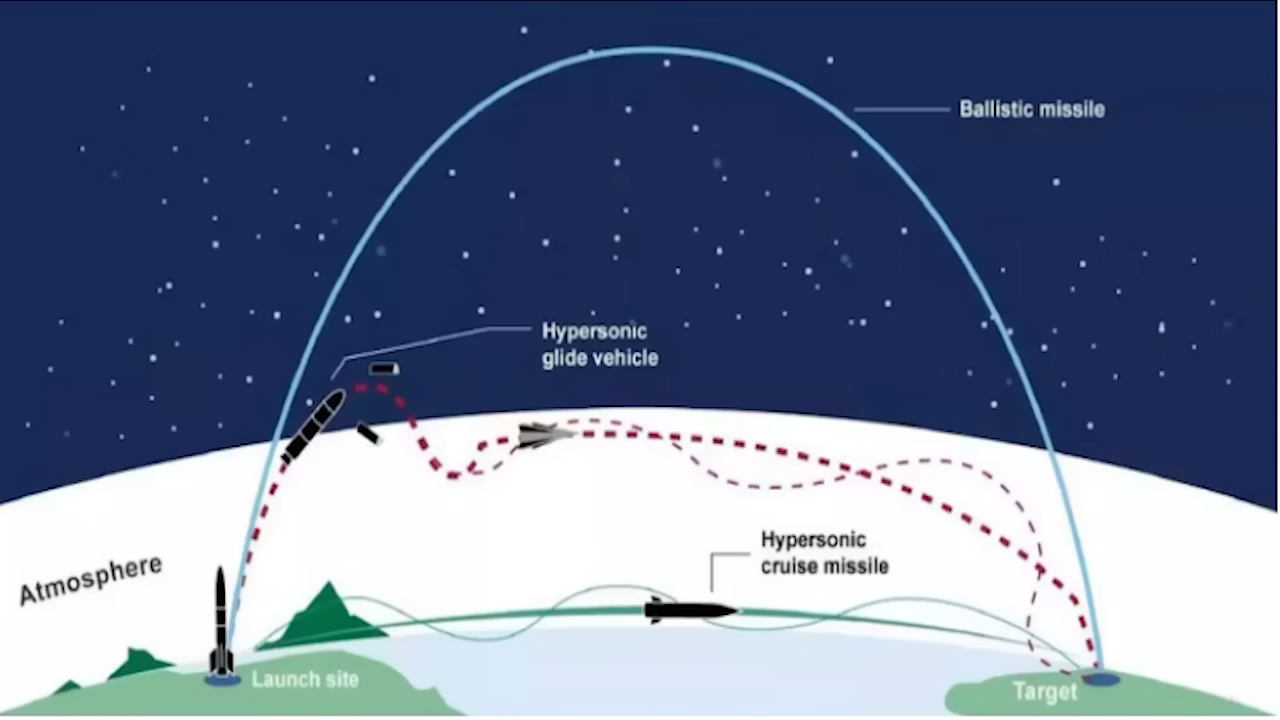 Ballistic missile
Hypersonic
glide vehicle
Hypersonic
cruise missile
Atmosphere
Launch site
Target